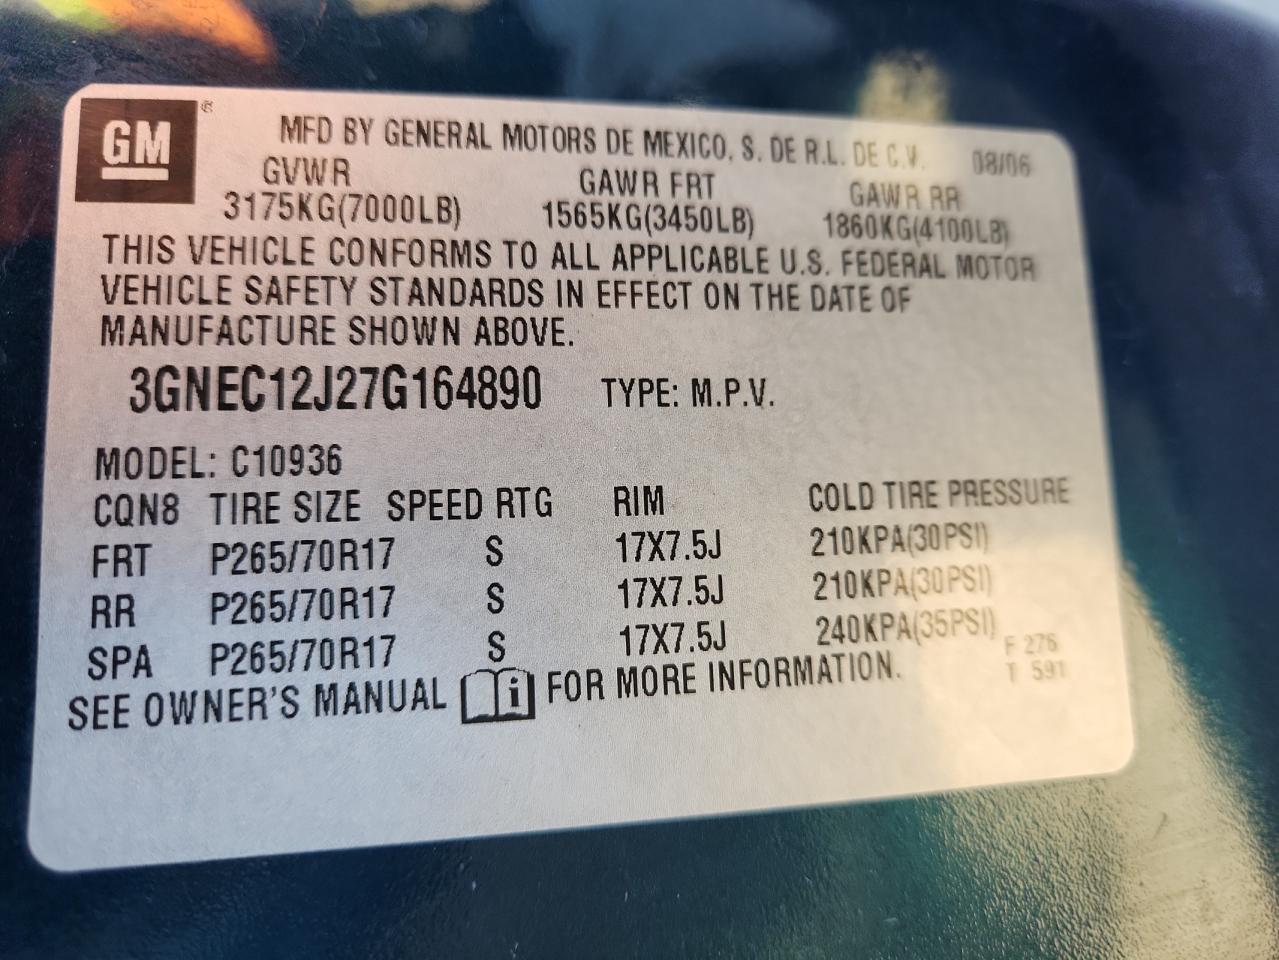 GM ®
MFD BY GENERAL MOTORS DE MEXICO, S. DE R.L. DE C.V. 08/06
GVWR GAWR FRT GAWR RR
3175KG(7000LB) 1565KG(3450LB) 1860KG(4100LB)
THIS VEHICLE CONFORMS TO ALL APPLICABLE U.S. FEDERAL MOTOR
VEHICLE SAFETY STANDARDS IN EFFECT ON THE DATE OF
MANUFACTURE SHOWN ABOVE.
3GNEC12J27G164890 TYPE: M.P.V.
MODEL: C10936
CQN8 TIRE SIZE SPEED RTG RIM COLD TIRE PRESSURE
FRT P265/70R17 S 17X7.5J 210KPA(30PSI)
RR P265/70R17 S 17X7.5J 210KPA(30PSI)
SPA P265/70R17 S 17X7.5J 240KPA(35PSI)
F 276
T 591
SEE OWNER'S MANUAL i FOR MORE INFORMATION.